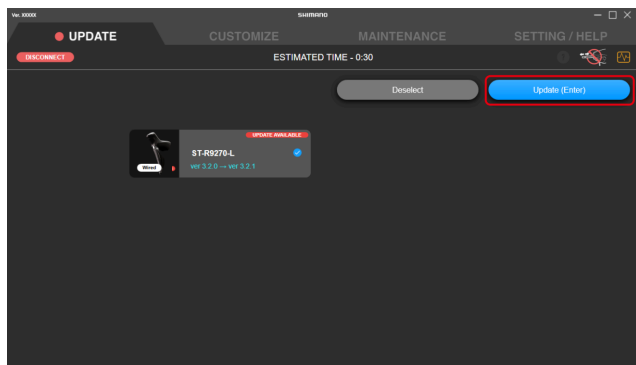 Ver. XXXXX
SHIMANO
UPDATE
CUSTOMIZE
MAINTENANCE
SETTING / HELP
DISCONNECT
ESTIMATED TIME - 0:30
Deselect
Update (Enter)
UPDATE AVAILABLE
ST-R9270-L
Wired
ver 3.2.0 → ver 3.2.1